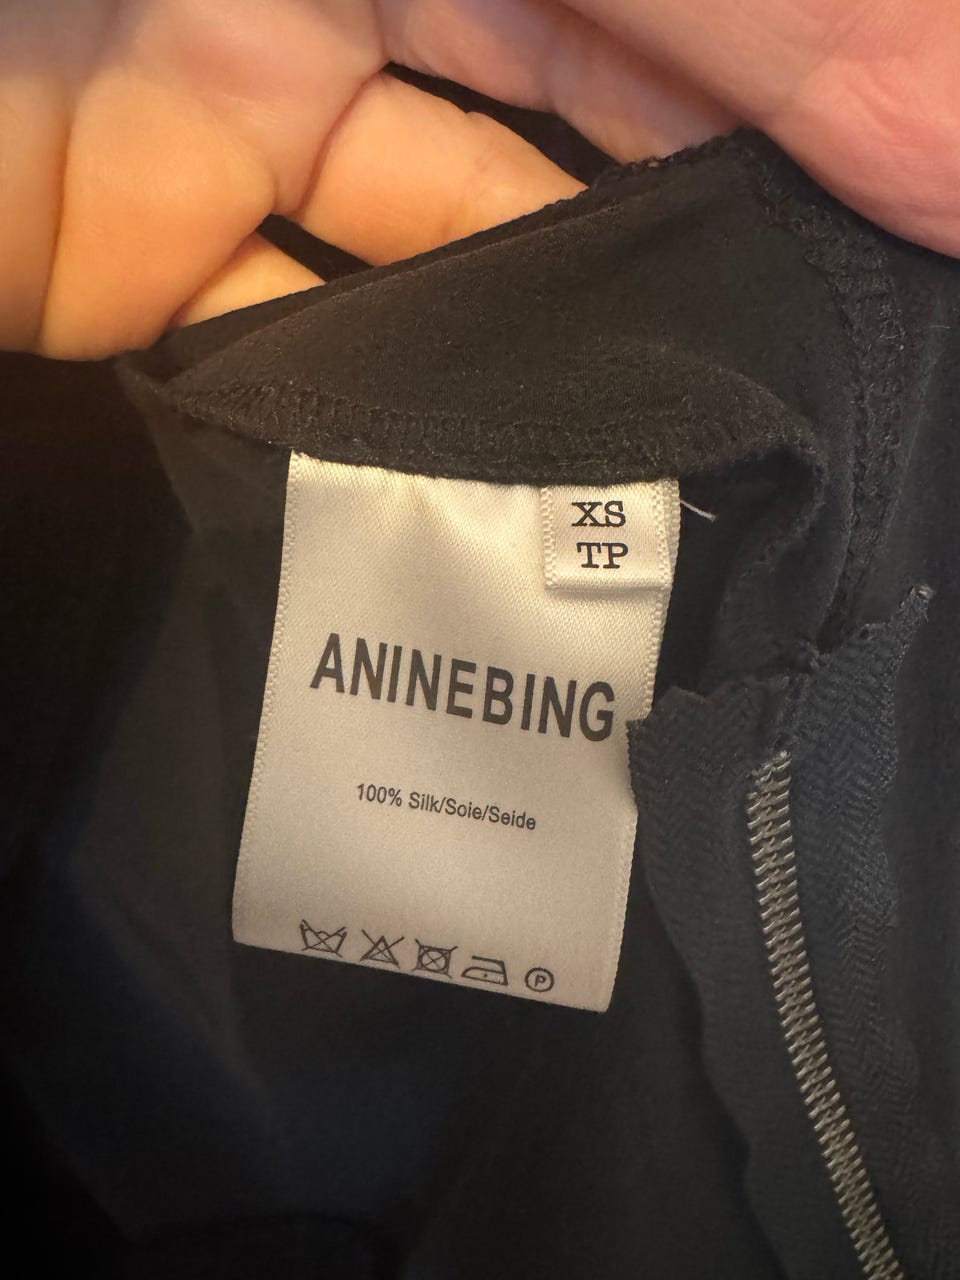 XS
TP
ANINEBING
100% Silk/Soie/Seide
P